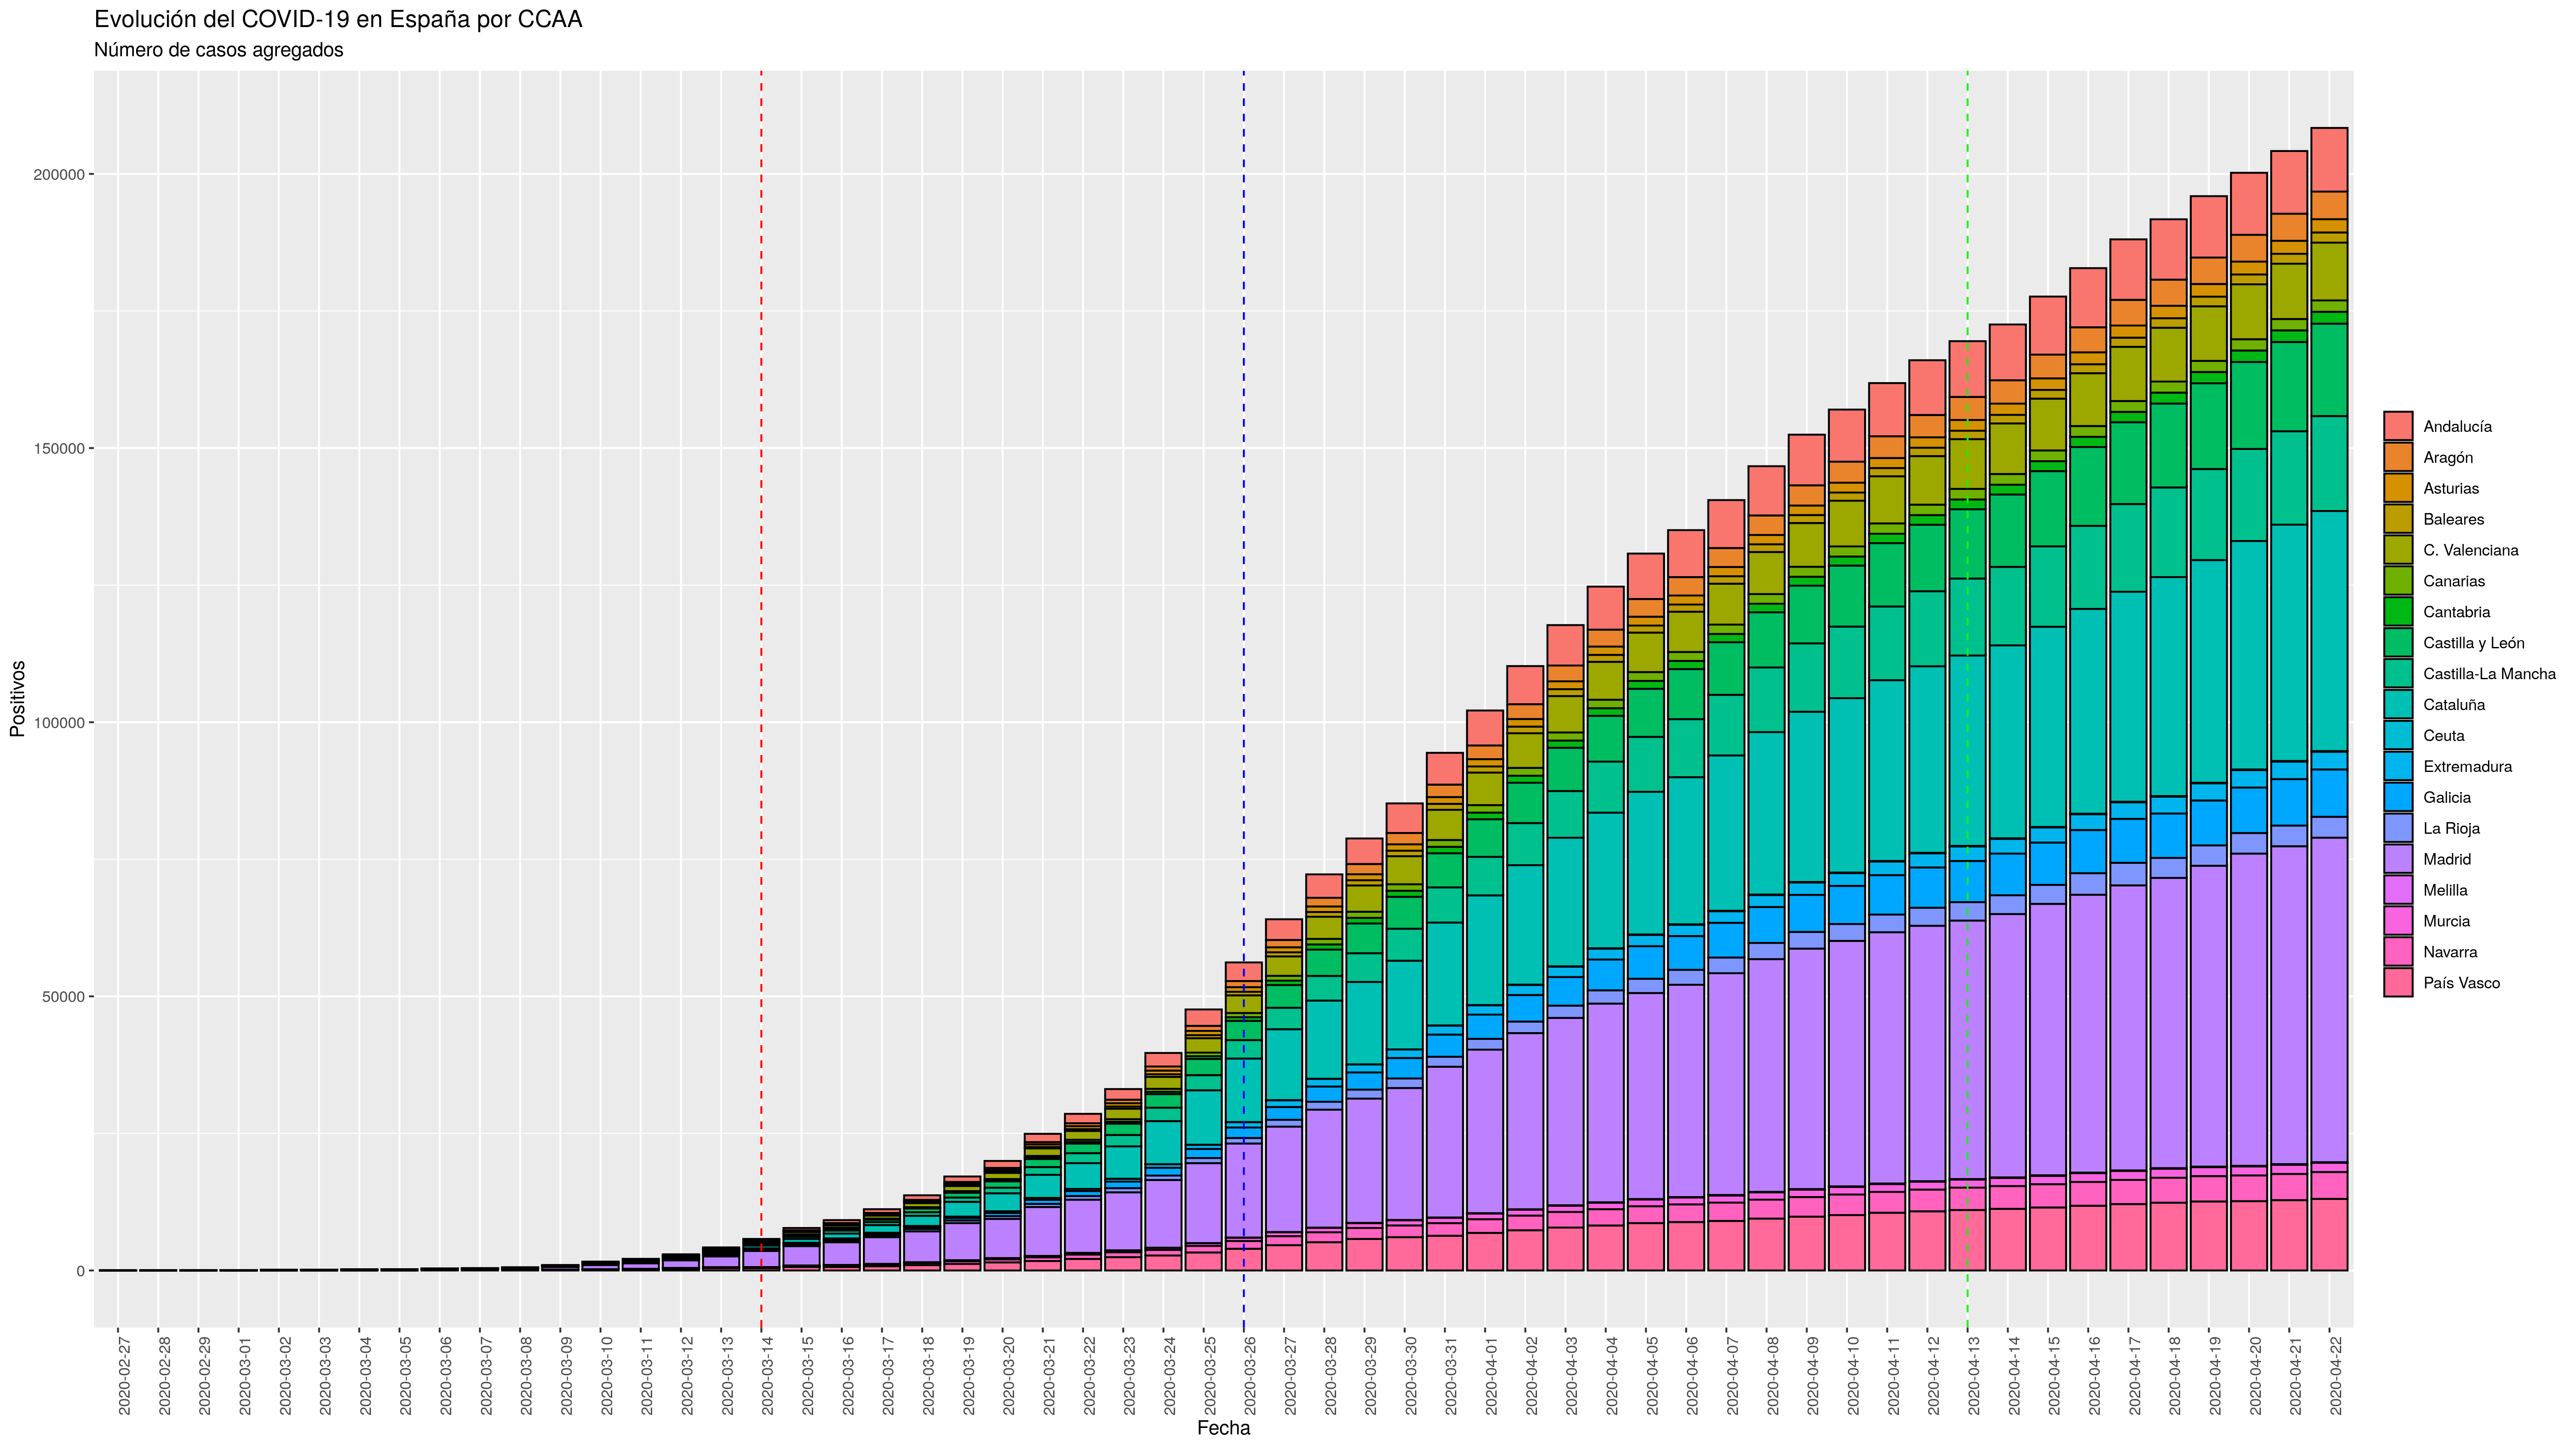 Evolución del COVID-19 en España por CCAA
Número de casos agregados
Positivos
200000
150000
100000
50000
0
2020-02-27
2020-02-28
2020-02-29
2020-03-01
2020-03-02
2020-03-03
2020-03-04
2020-03-05
2020-03-06
2020-03-07
2020-03-08
2020-03-09
2020-03-10
2020-03-11
2020-03-12
2020-03-13
2020-03-14
2020-03-15
2020-03-16
2020-03-17
2020-03-18
2020-03-19
2020-03-20
2020-03-21
2020-03-22
2020-03-23
2020-03-24
2020-03-25
2020-03-26
2020-03-27
2020-03-28
2020-03-29
2020-03-30
2020-03-31
2020-04-01
2020-04-02
2020-04-03
2020-04-04
2020-04-05
2020-04-06
2020-04-07
2020-04-08
2020-04-09
2020-04-10
2020-04-11
2020-04-12
2020-04-13
2020-04-14
2020-04-15
2020-04-16
2020-04-17
2020-04-18
2020-04-19
2020-04-20
2020-04-21
2020-04-22
Fecha
Andalucía
Aragón
Asturias
Baleares
C. Valenciana
Canarias
Cantabria
Castilla y León
Castilla-La Mancha
Cataluña
Ceuta
Extremadura
Galicia
La Rioja
Madrid
Melilla
Murcia
Navarra
País Vasco